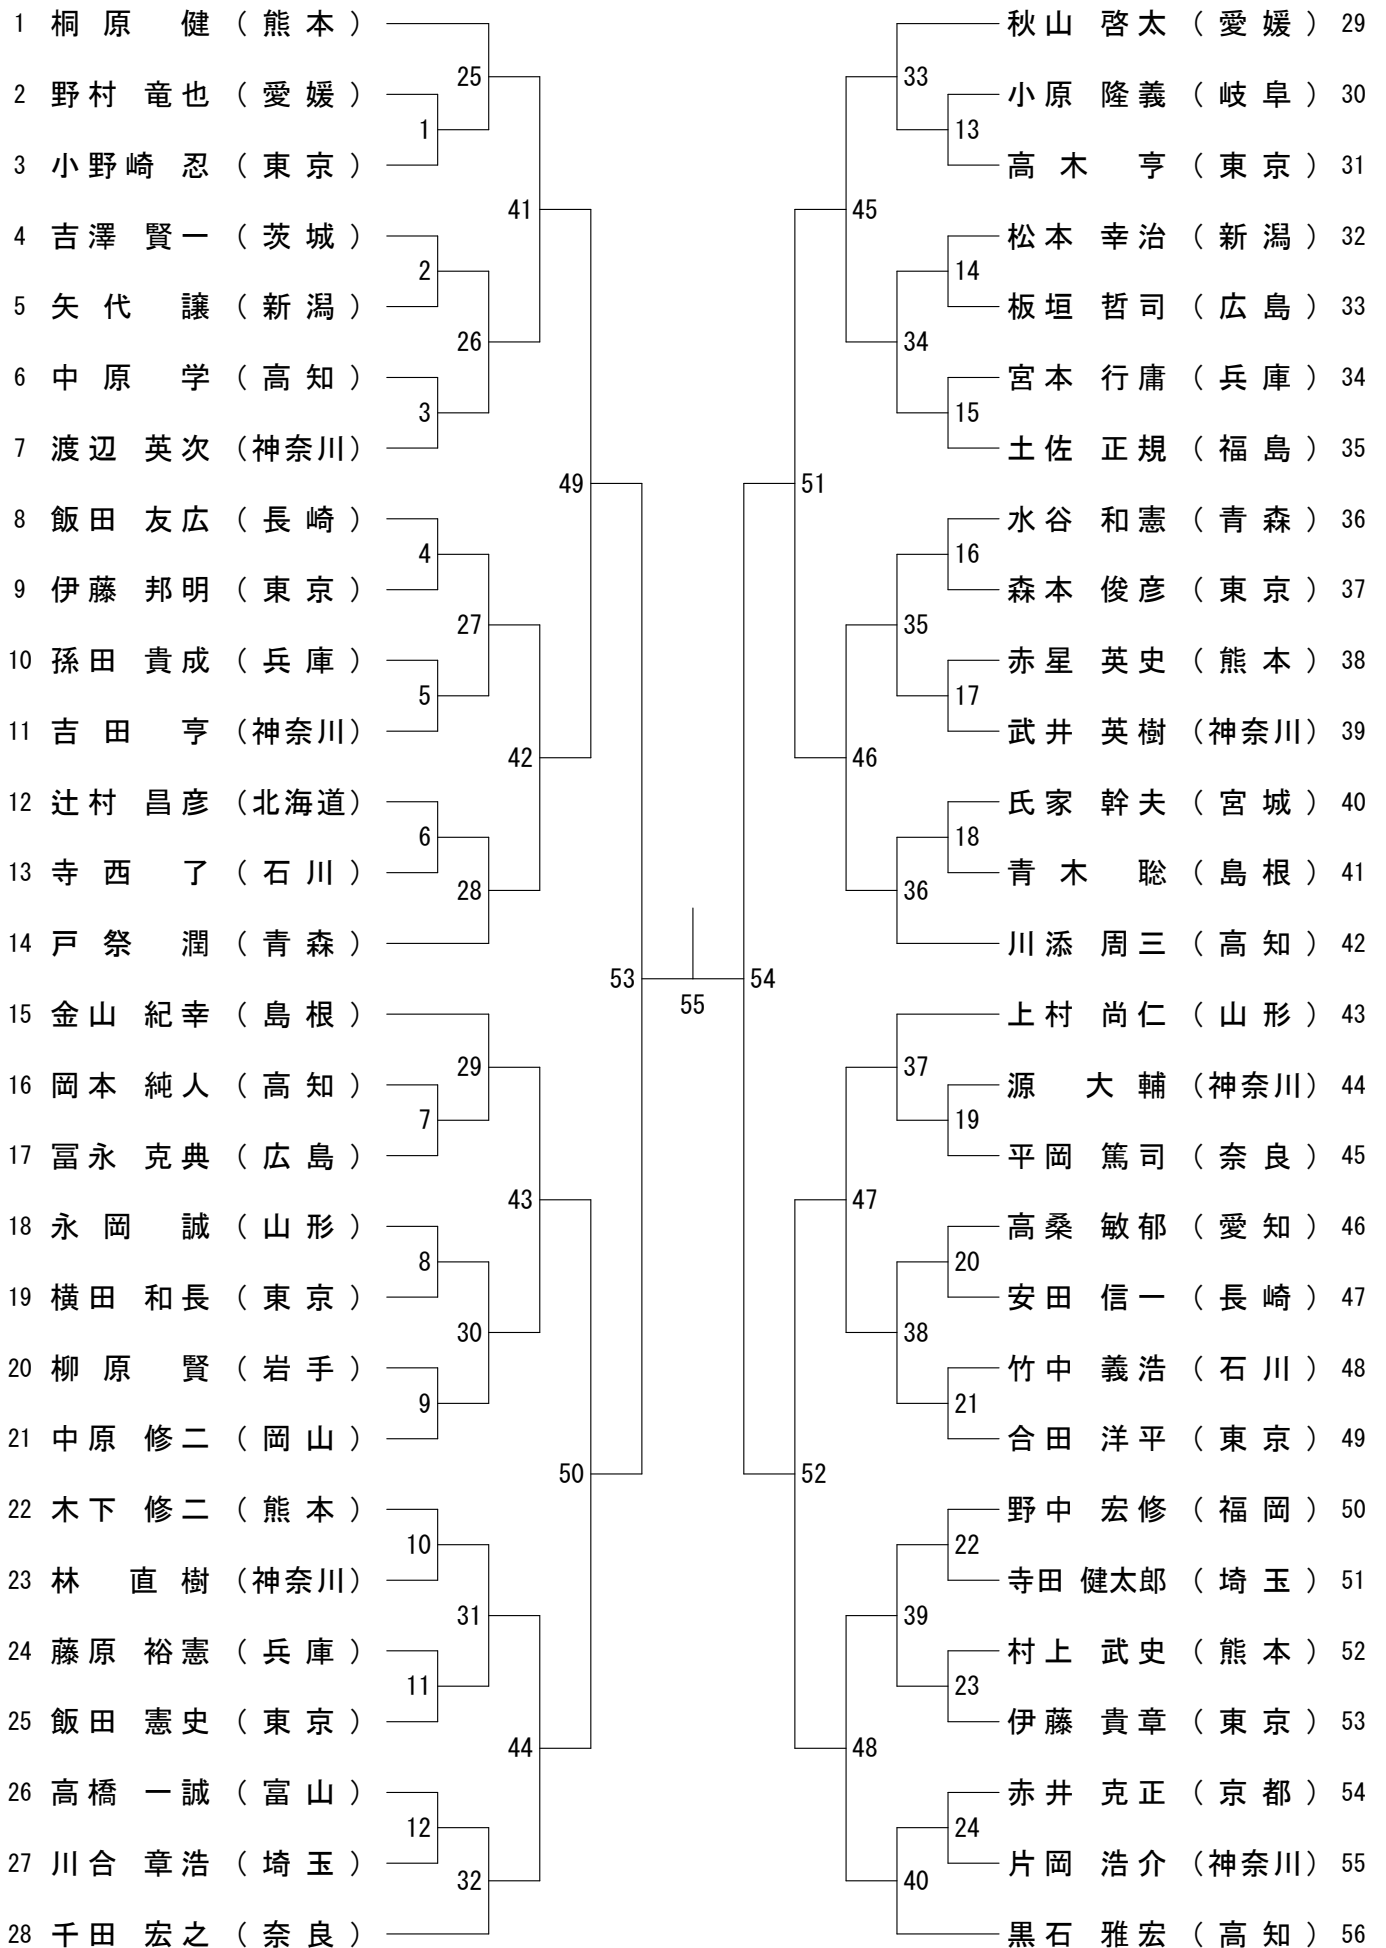 1 桐原 健 (熊本)
2 野村 竜也 (愛媛)
3 小野崎 忍 (東京)
4 吉澤 賢一 (茨城)
5 矢代 譲 (新潟)
6 中原 学 (高知)
7 渡辺 英次 (神奈川)
8 飯田 友広 (長崎)
9 伊藤 邦明 (東京)
10 孫田 貴成 (兵庫)
11 吉田 亨 (神奈川)
12 辻村 昌彦 (北海道)
13 寺西 了 (石川)
14 戸祭 潤 (青森)
15 金山 紀幸 (島根)
16 岡本 純人 (高知)
17 冨永 克典 (広島)
18 永岡 誠 (山形)
19 横田 和長 (東京)
20 柳原 賢 (岩手)
21 中原 修二 (岡山)
22 木下 修二 (熊本)
23 林 直樹 (神奈川)
24 藤原 裕憲 (兵庫)
25 飯田 憲史 (東京)
26 高橋 一誠 (富山)
27 川合 章浩 (埼玉)
28 千田 宏之 (奈良)
1
2
3
4
5
6
7
8
9
10
11
12
25
26
27
28
29
30
31
32
41
42
43
44
49
50
53
55
54
51
52
45
46
47
48
33
34
35
36
37
38
39
40
13
14
15
16
17
18
19
20
21
22
23
24
秋山 啓太 (愛媛) 29
小原 隆義 (岐阜) 30
高木 亨 (東京) 31
松本 幸治 (新潟) 32
板垣 哲司 (広島) 33
宮本 行庸 (兵庫) 34
土佐 正規 (福島) 35
水谷 和憲 (青森) 36
森本 俊彦 (東京) 37
赤星 英史 (熊本) 38
武井 英樹 (神奈川) 39
氏家 幹夫 (宮城) 40
青木 聡 (島根) 41
川添 周三 (高知) 42
上村 尚仁 (山形) 43
源 大輔 (神奈川) 44
平岡 篤司 (奈良) 45
高桑 敏郁 (愛知) 46
安田 信一 (長崎) 47
竹中 義浩 (石川) 48
合田 洋平 (東京) 49
野中 宏修 (福岡) 50
寺田 健太郎 (埼玉) 51
村上 武史 (熊本) 52
伊藤 貴章 (東京) 53
赤井 克正 (京都) 54
片岡 浩介 (神奈川) 55
黒石 雅宏 (高知) 56